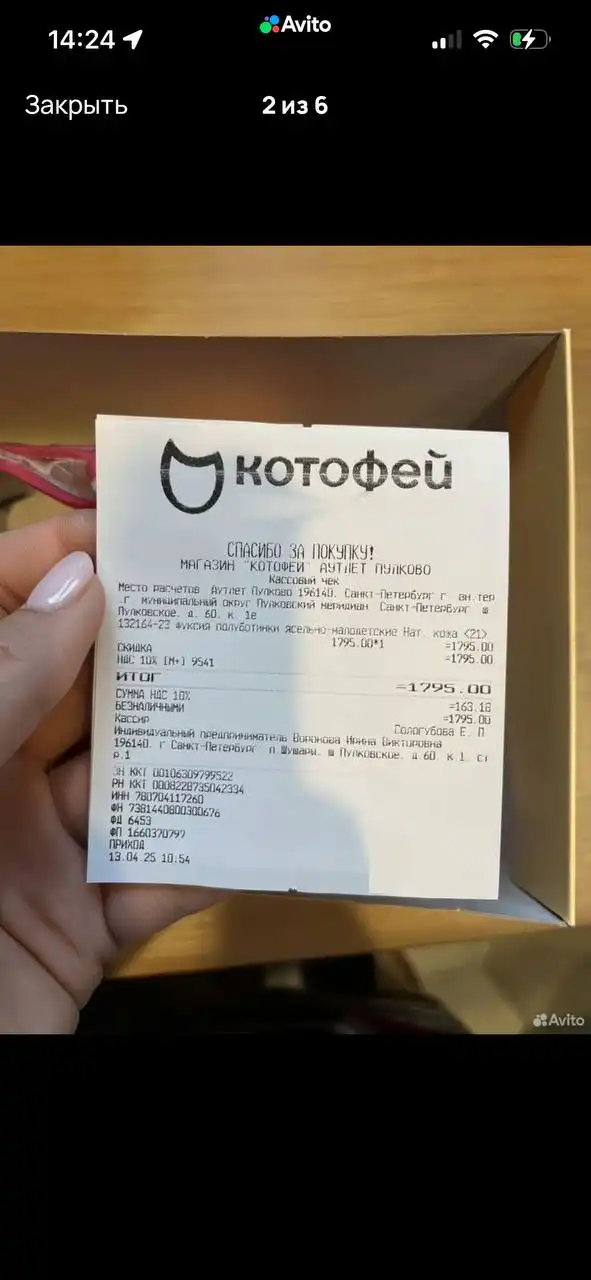 14:24
Avito
Закрыть
2 из 6
котофей
СПАСИБО ЗА ПОКУПКУ!
МАГАЗИН "КОТОФЕЙ" АУТЛЕТ ПУЛКОВО
Кассовый чек
Место расчетов Аутлет Пулково 196140, Санкт-Петербург г, вн.тер
.г. муниципальный округ Пулковский меридиан, Санкт-Петербург, ш
Пулковское, д. 60, к. 1е
132164-23 фуксия полуботинки ясельно-малодетские Нат. кожа <21>
1795.00*1 =1795.00
СКИДКА =1795.00
НДС 10% [М+] 9541
ИТОГ =1795.00
СУММА НДС 10% =163.18
БЕЗНАЛИЧНЫМИ =1795.00
Кассир Сологубова Е. П.
Индивидуальный предприниматель Воронова Ирина Викторовна
196140, г Санкт-Петербург, п Шушары, ш Пулковское, д.60, к 1, ст
р.1
ЗН ККТ 00106309799522
РН ККТ 0008228735042334
ИНН 780704117260
ФН 7381440800300676
ФД 6453
ФП 1660370797
ПРИХОД
13.04.25 10:54
Avito